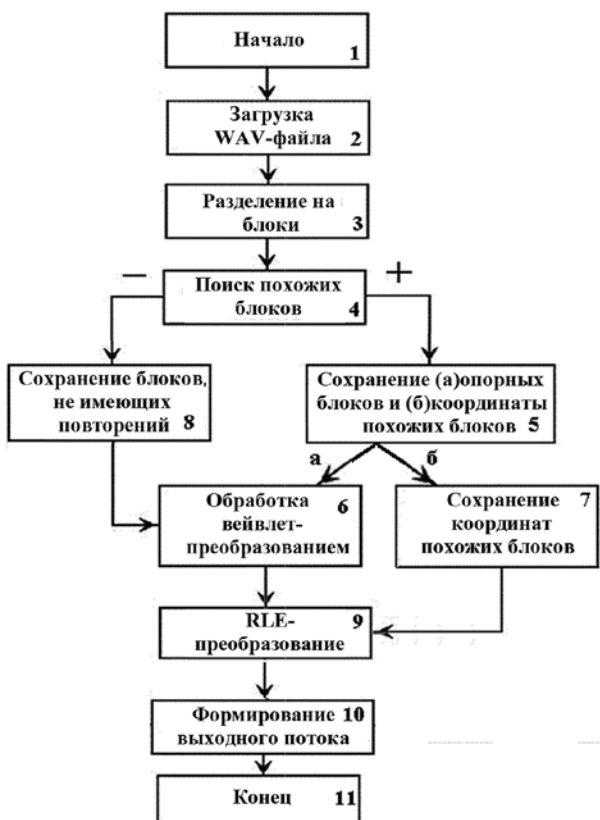 Начало 1
Загрузка
WAV-файла 2
Разделение на
блоки 3
− +
Поиск похожих
блоков 4
Сохранение блоков,
не имеющих
повторений 8
Сохранение (а)опорных
блоков и (б)координаты
похожих блоков 5
а б
Обработка 6
вейвлет-
преобразованием
Сохранение 7
координат
похожих блоков
RLE- 9
преобразование
Формирование 10
выходного потока
Конец 11